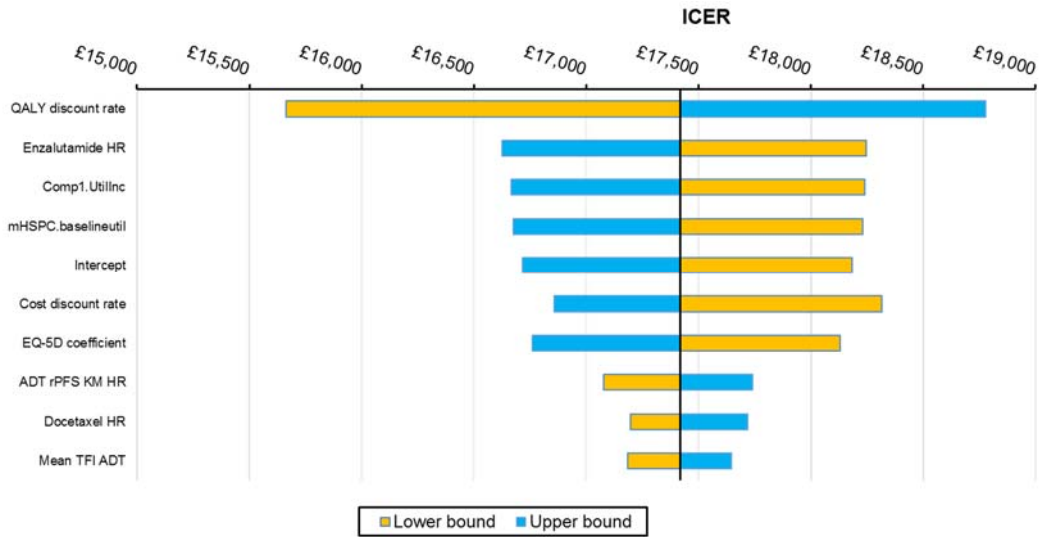 ICER
£15,000 £15,500 £16,000 £16,500 £17,000 £17,500 £18,000 £18,500 £19,000
QALY discount rate
Enzalutamide HR
Comp1.UtilInc
mHSPC.baselineutil
Intercept
Cost discount rate
EQ-5D coefficient
ADT rPFS KM HR
Docetaxel HR
Mean TFI ADT
Lower bound Upper bound